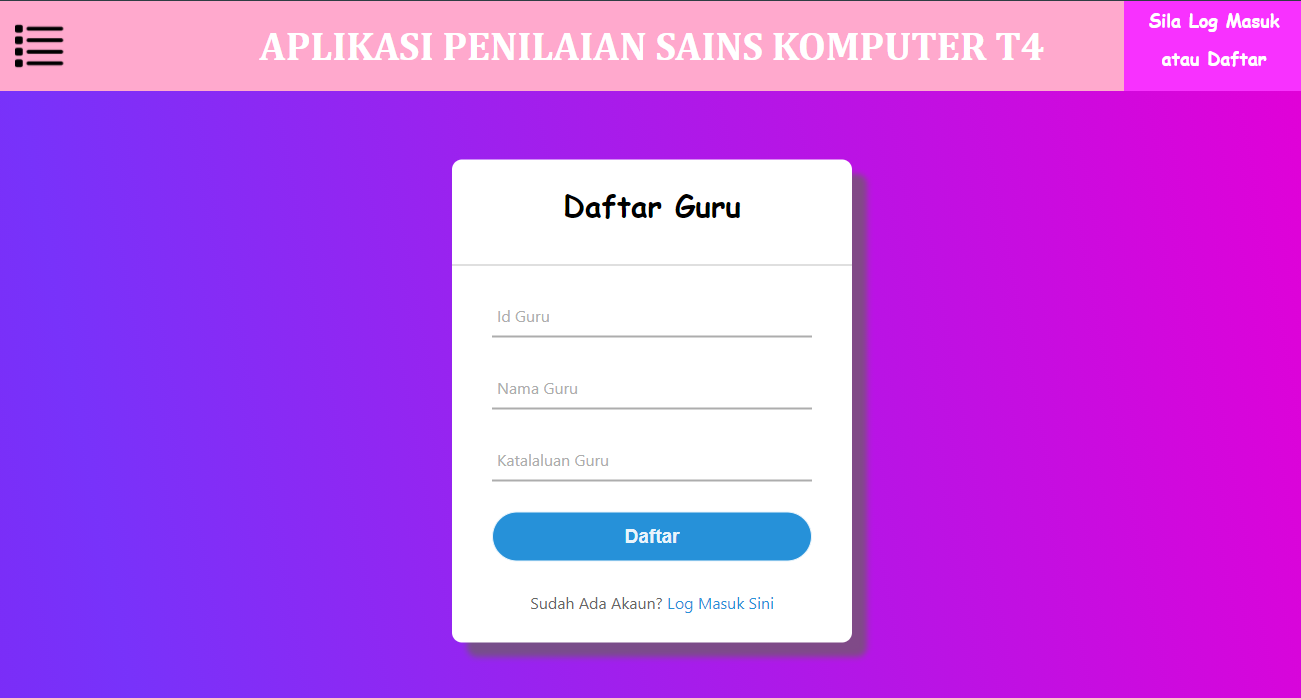 APLIKASI PENILAIAN SAINS KOMPUTER T4
Sila Log Masuk
atau Daftar
Daftar Guru
Id Guru
Nama Guru
Katalaluan Guru
Daftar
Sudah Ada Akaun? Log Masuk Sini